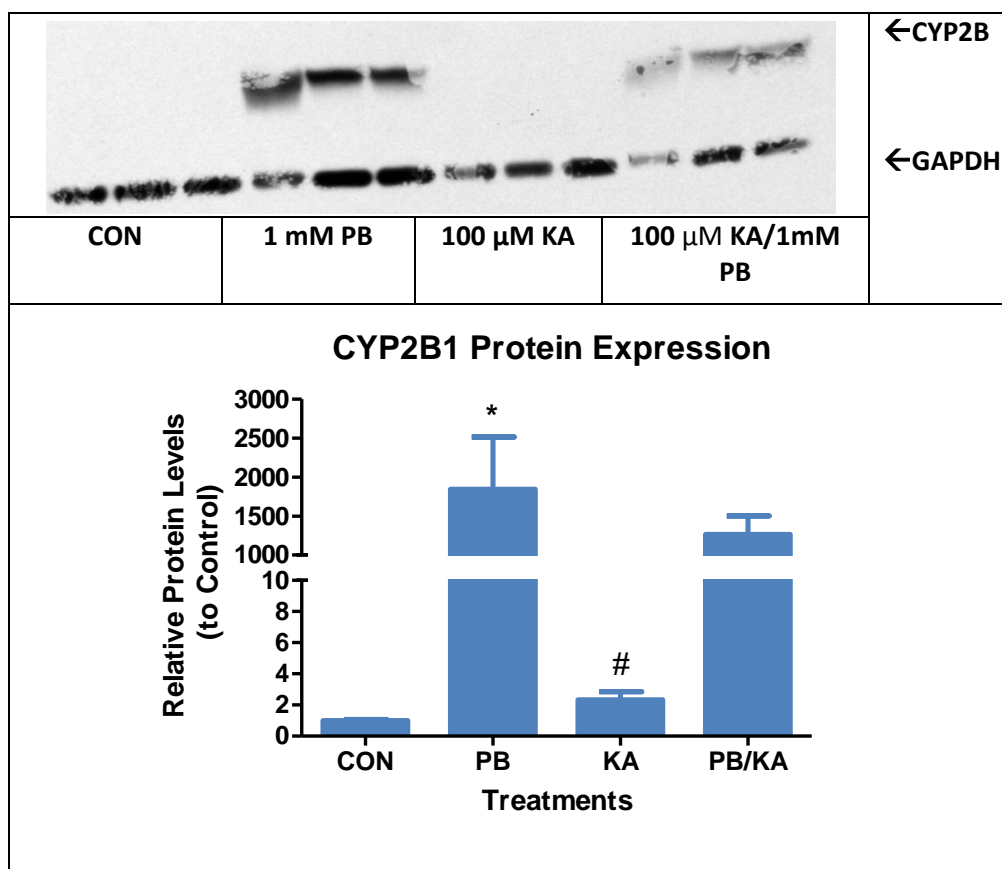 ←CYP2B
←GAPDH
CON
1 mM PB
100 µM KA
100 µM KA/1mM
PB
CYP2B1 Protein Expression
Relative Protein Levels
(to Control)
3000
2500
2000
1500
1000
10
8
6
4
2
0
*
#
CON
PB
KA
PB/KA
Treatments